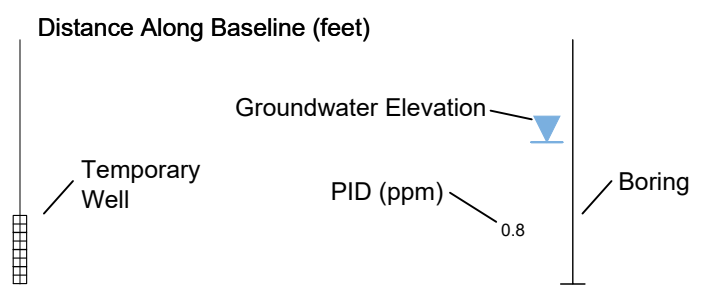 Distance Along Baseline (feet)
Groundwater Elevation
Temporary
Well
PID (ppm)
Boring
0.8